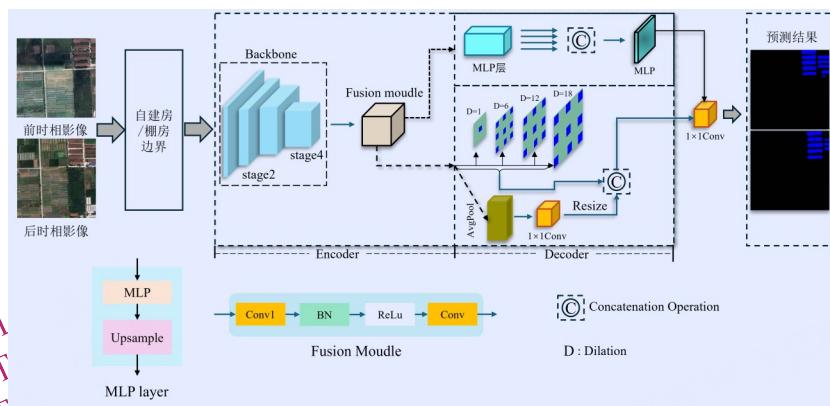 前时相影像
后时相影像
自建房
/棚房
边界
Backbone
stage2
stage4
Fusion moudle
MLP层
©
MLP
D=1
D=6
D=12
D=18
©
AvgPool
1×1Conv
Resize
1×1Conv
预测结果
Encoder
Decoder
MLP
Upsample
MLP layer
Conv1
BN
ReLu
Conv
Fusion Moudle
© Concatenation Operation
D : Dilation